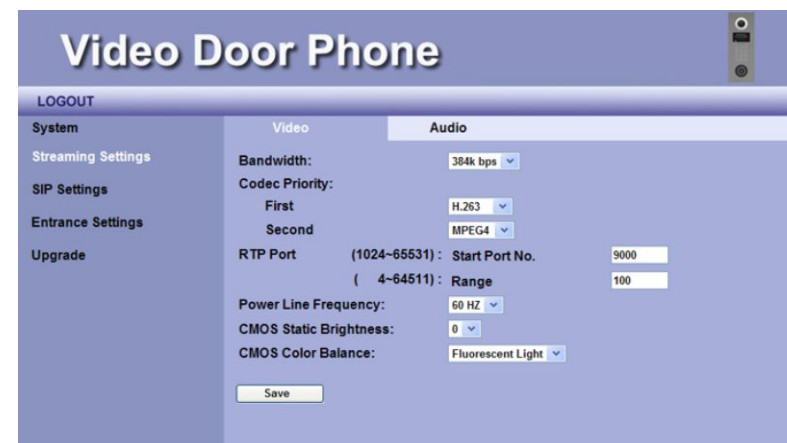 Video Door Phone
LOGOUT
System
Streaming Settings
SIP Settings
Entrance Settings
Upgrade
Video Audio
Bandwidth: 384k bps
Codec Priority:
First H.263
Second MPEG4
RTP Port (1024~65531) : Start Port No. 9000
( 4~64511) : Range 100
Power Line Frequency: 60 HZ
CMOS Static Brightness: 0
CMOS Color Balance: Fluorescent Light
Save